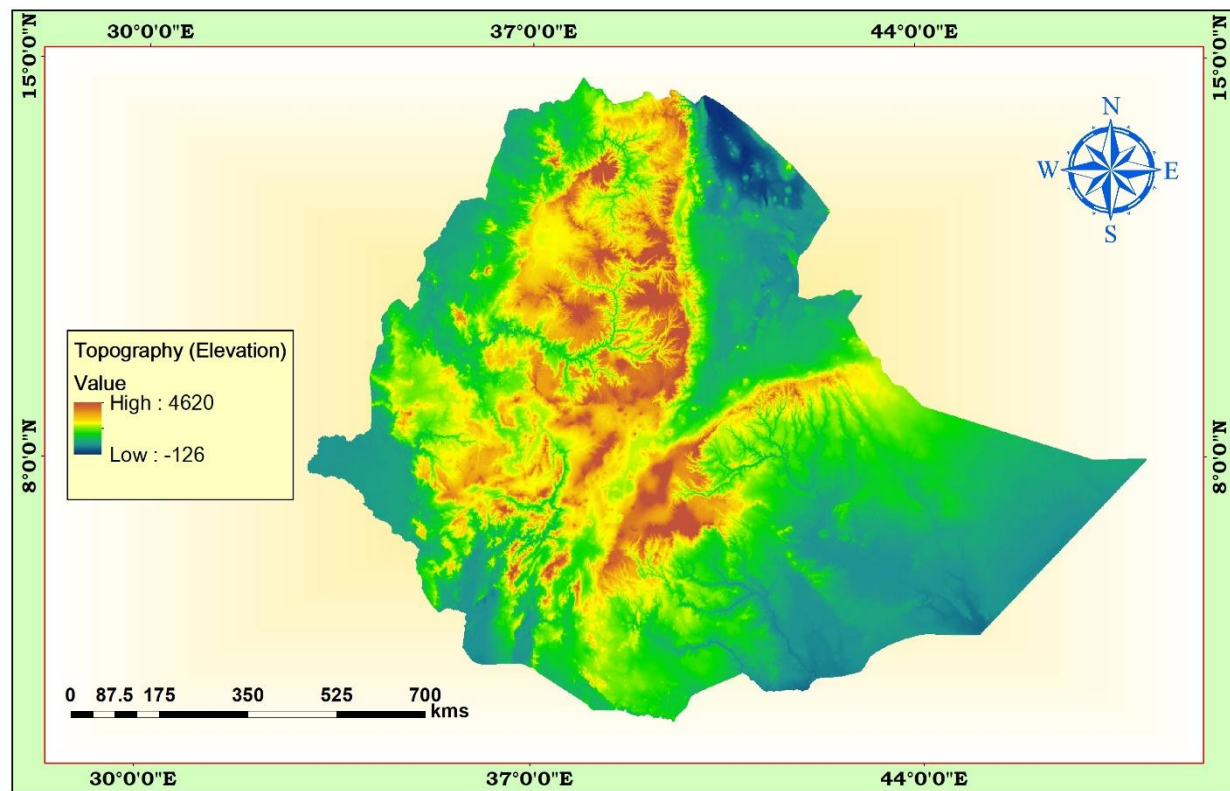 30°0'0"E 37°0'0"E 44°0'0"E
15°0'0"N 15°0'0"N
N
W E
S
Topography (Elevation)
Value
High : 4620
Low : -126
8°0'0"N 8°0'0"N
0 87.5 175 350 525 700
kms
30°0'0"E 37°0'0"E 44°0'0"E